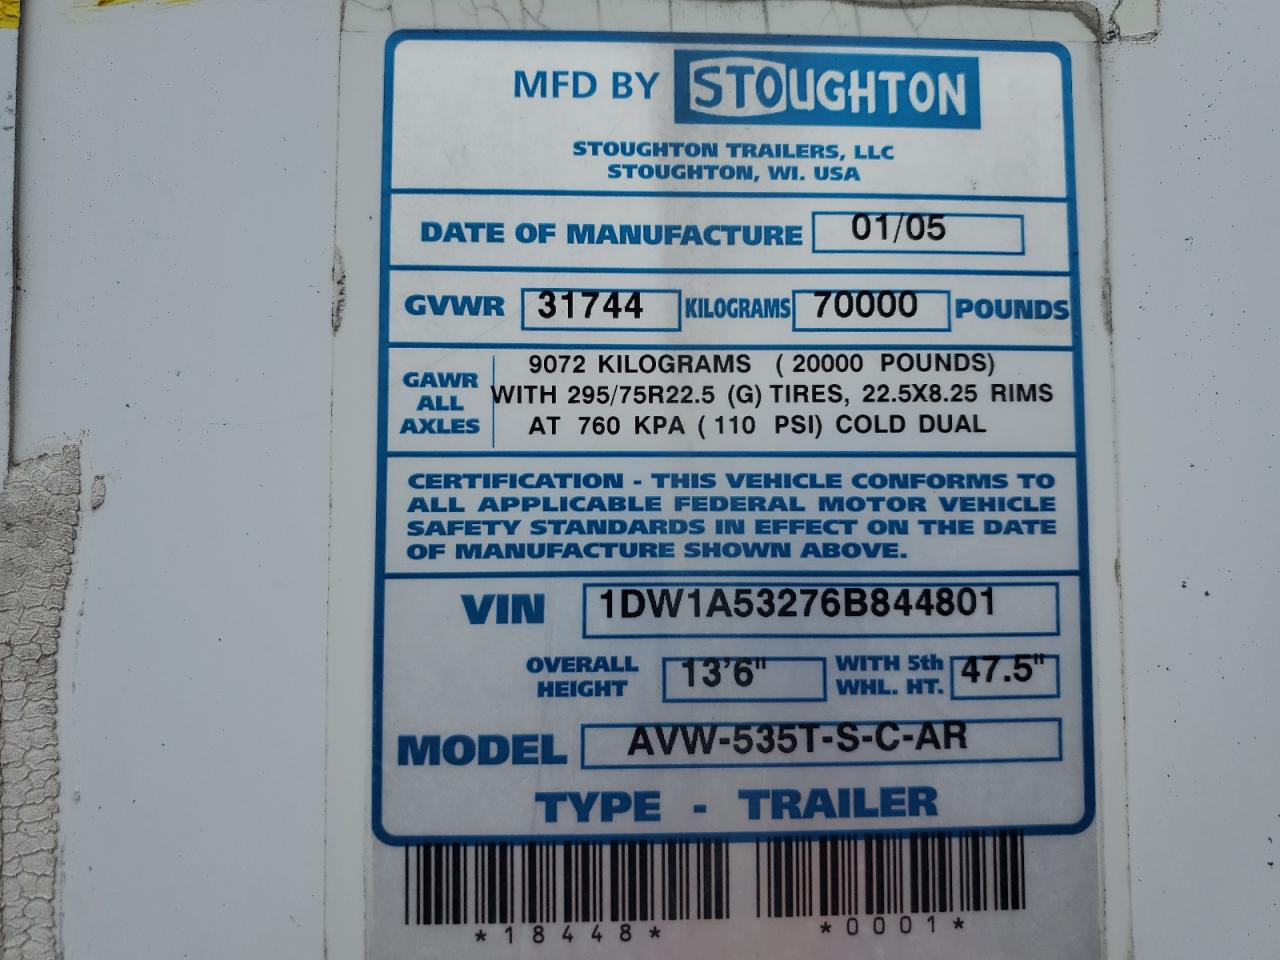 MFD BY STOUGHTON
STOUGHTON TRAILERS, LLC
STOUGHTON, WI. USA
DATE OF MANUFACTURE 01/05
GVWR 31744 KILOGRAMS 70000 POUNDS
GAWR ALL AXLES
9072 KILOGRAMS (20000 POUNDS)
WITH 295/75R22.5 (G) TIRES, 22.5X8.25 RIMS
AT 760 KPA (110 PSI) COLD DUAL
CERTIFICATION - THIS VEHICLE CONFORMS TO
ALL APPLICABLE FEDERAL MOTOR VEHICLE
SAFETY STANDARDS IN EFFECT ON THE DATE
OF MANUFACTURE SHOWN ABOVE.
VIN 1DW1A53276B844801
OVERALL HEIGHT 13'6" WITH 5th WHL. HT. 47.5"
MODEL AVW-535T-S-C-AR
TYPE - TRAILER
*18448* *0001*